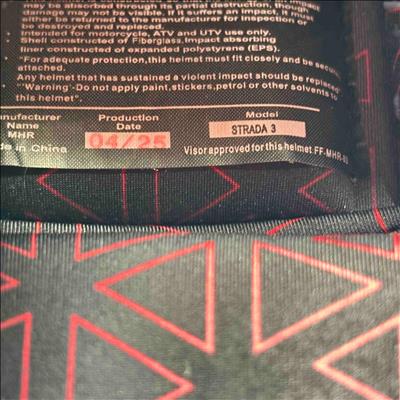 may be absorbed through its partial destruction, though
damage may not be visible. If it suffers an impact, it must
either be returned to the manufacturer for inspection or
be destroyed and replaced.
• Intended for motorcycle, ATV and UTV use only.
• Shell constructed of Fiberglass,Impact absorbing
liner constructed of expanded polystyrene (EPS).
• "For adequate protection,this helmet must fit closely and be
attached.
Any helmet that has sustained a violent impact should be replaced"
• "'Warning'-Do not apply paint,stickers,petrol or other solvents to
this helmet".
Production Model
Name Date
MHR 04/25 STRADA 3
in China Visor approved for this helmet FF-MHR-